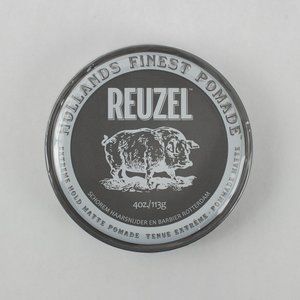 HOLLANDS FINEST POMADE
REUZEL
4oz/113g
SCHOREM HAARSNIJDER EN BARBIER ROTTERDAM
EXTREME HOLD MATTE POMADE TENUE EXTRÊME POMMADE MATTE